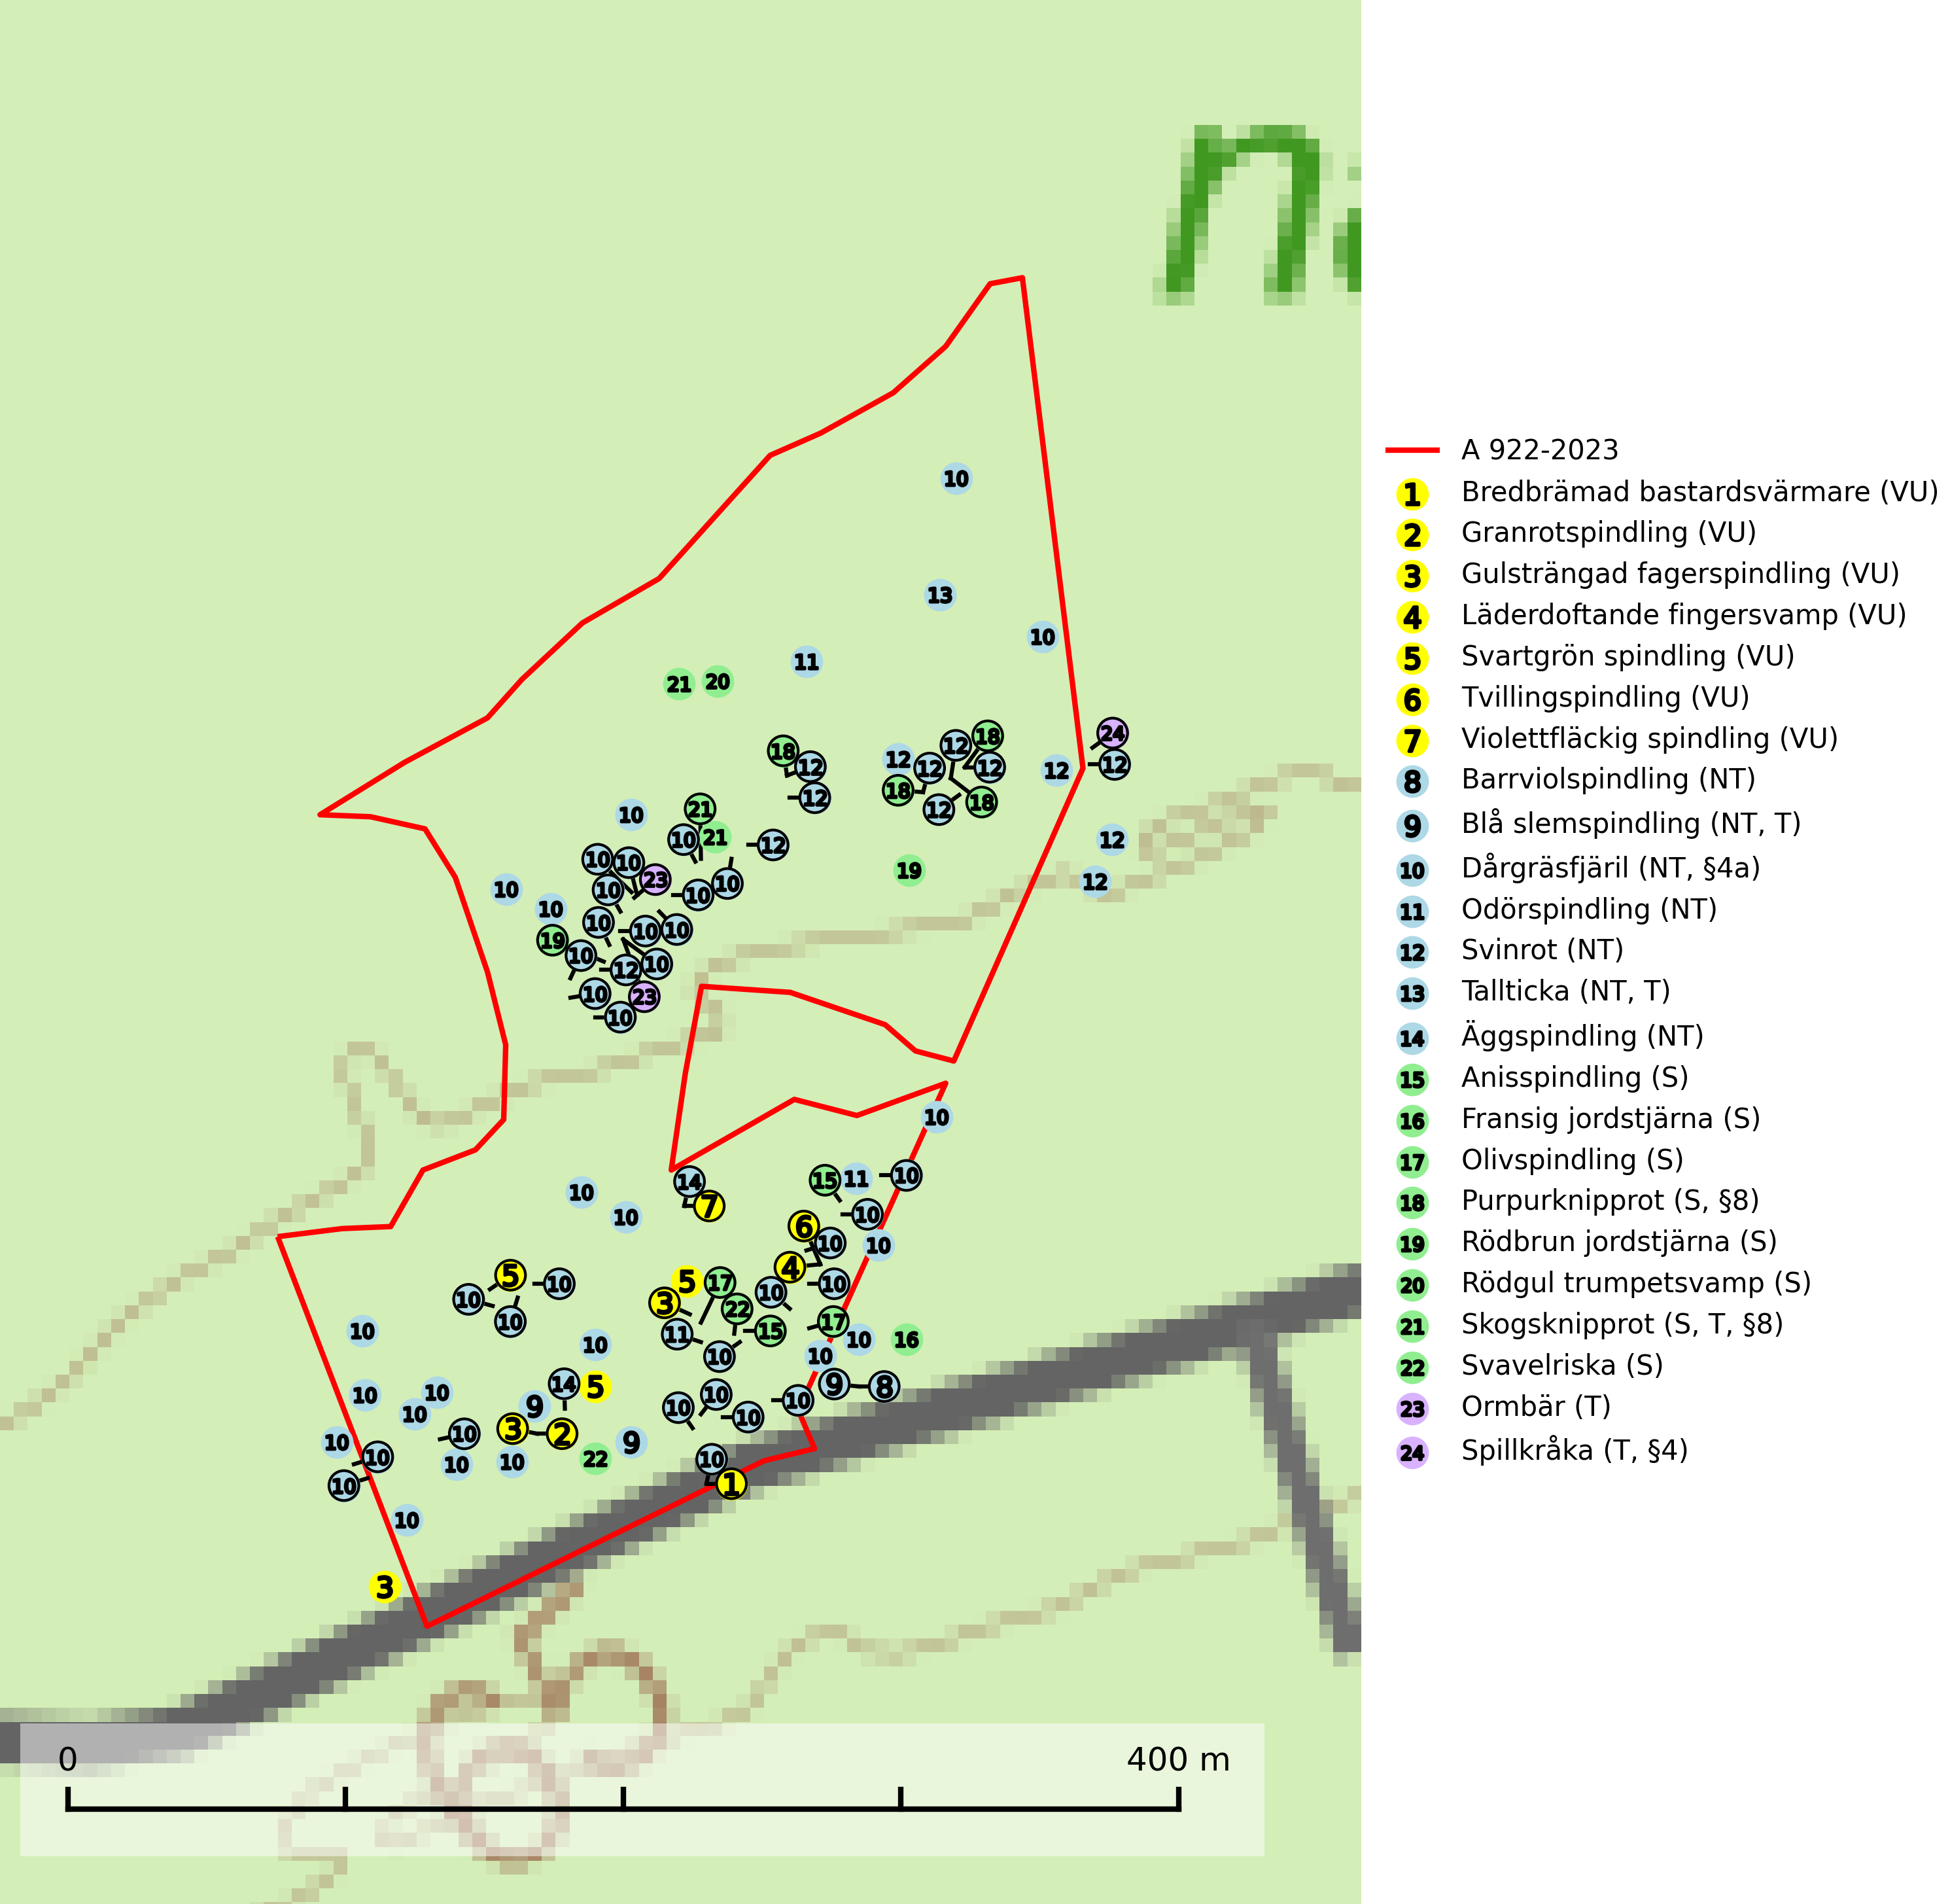 A 922-2023
1 Bredbrämad bastardsvärmare (VU)
2 Granrotspindling (VU)
3 Gulsträngad fagerspindling (VU)
4 Läderdoftande fingersvamp (VU)
5 Svartgrön spindling (VU)
6 Tvillingspindling (VU)
7 Violettfläckig spindling (VU)
8 Barrviolspindling (NT)
9 Blå slemspindling (NT, T)
10 Dårgräsfjäril (NT, §4a)
11 Odörspindling (NT)
12 Svinrot (NT)
13 Tallticka (NT, T)
14 Äggspindling (NT)
15 Anisspindling (S)
16 Fransig jordstjärna (S)
17 Olivspindling (S)
18 Purpurknipprot (S, §8)
19 Rödbrun jordstjärna (S)
20 Rödgul trumpetsvamp (S)
21 Skogsknipprot (S, T, §8)
22 Svavelriska (S)
23 Ormbär (T)
24 Spillkråka (T, §4)
0 400 m